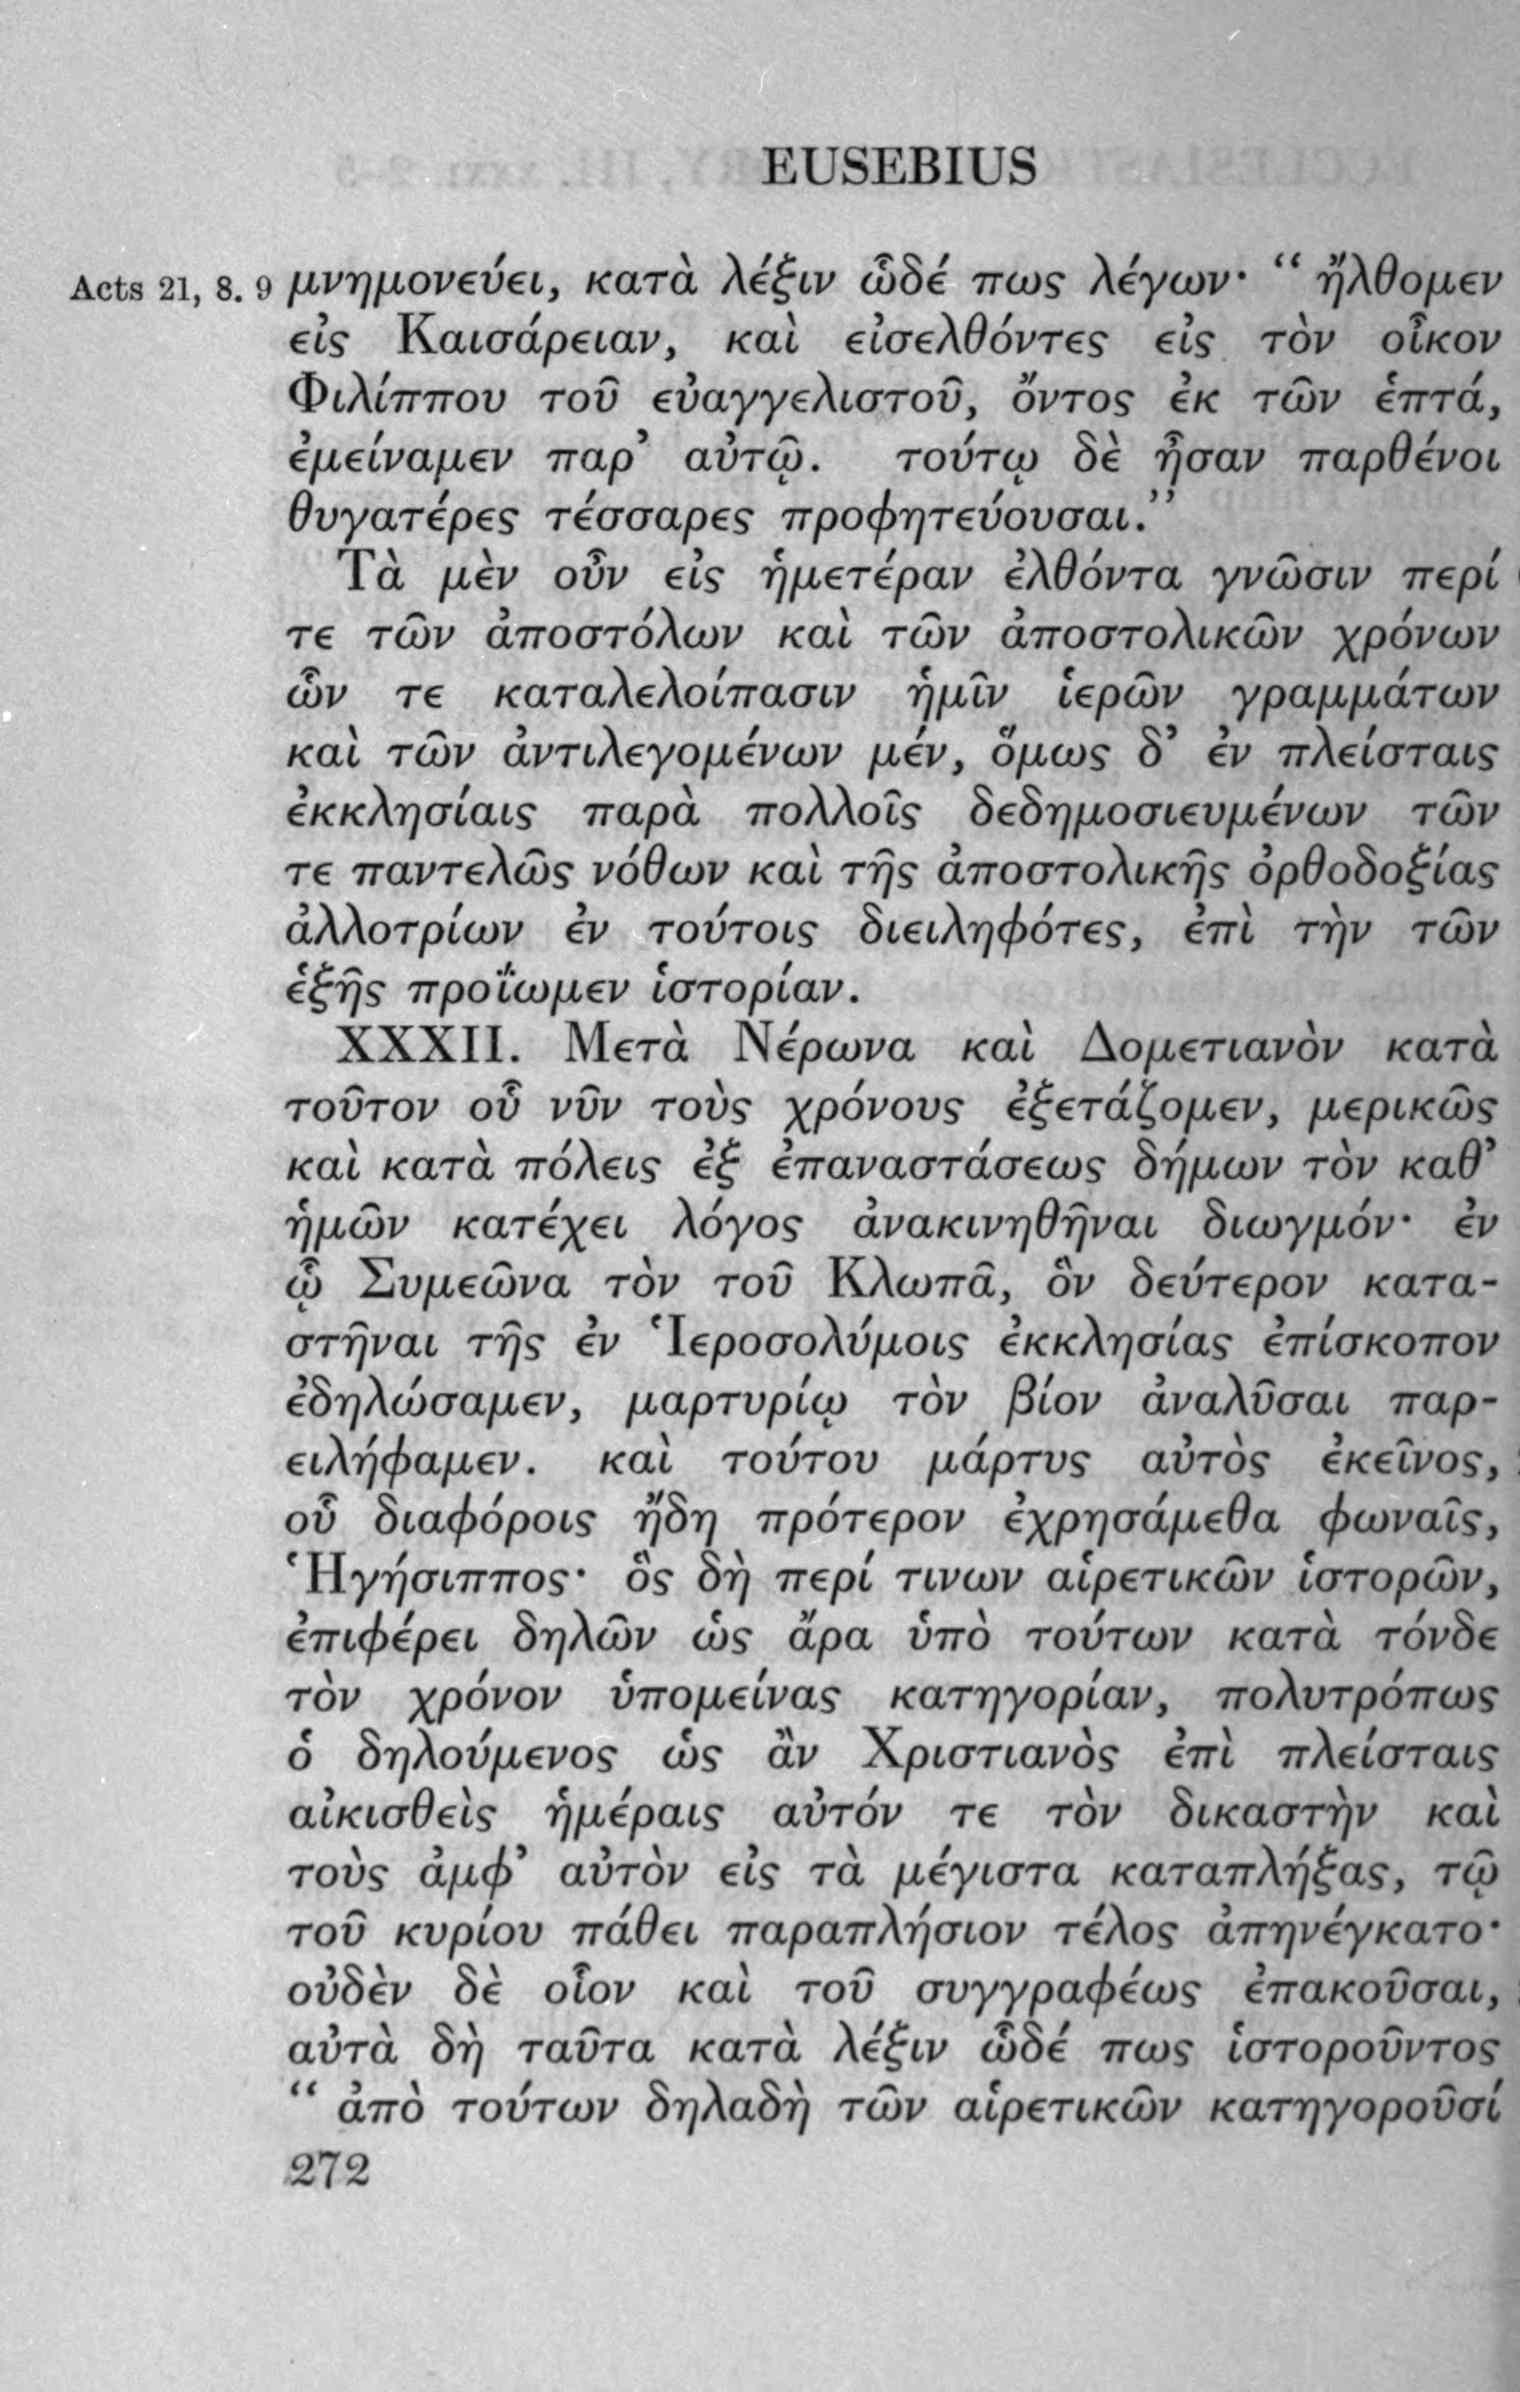 EUSEBIUS
Acts 21, 8. 9 μνημονεύει, κατὰ λέξιν ὧδέ πως λέγων· “ ἤλθομεν
εἰς Καισάρειαν, καὶ εἰσελθόντες εἰς τὸν οἶκον
Φιλίππου τοῦ εὐαγγελιστοῦ, ὄντος ἐκ τῶν ἑπτά,
ἐμείναμεν παρ’ αὐτῷ. τούτῳ δὲ ἦσαν παρθένοι
θυγατέρες τέσσαρες προφητεύουσαι.”
Τὰ μὲν οὖν εἰς ἡμετέραν ἐλθόντα γνῶσιν περί
τε τῶν ἀποστόλων καὶ τῶν ἀποστολικῶν χρόνων
ὧν τε καταλελοίπασιν ἡμῖν ἱερῶν γραμμάτων
καὶ τῶν ἀντιλεγομένων μέν, ὅμως δ’ ἐν πλείσταις
ἐκκλησίαις παρὰ πολλοῖς δεδημοσιευμένων τῶν
τε παντελῶς νόθων καὶ τῆς ἀποστολικῆς ὀρθοδοξίας
ἀλλοτρίων ἐν τούτοις διειληφότες, ἐπὶ τὴν τῶν
ἑξῆς προΐωμεν ἱστορίαν.
XXXII. Μετὰ Νέρωνα καὶ Δομετιανὸν κατὰ
τοῦτον οὗ νῦν τοὺς χρόνους ἐξετάζομεν, μερικῶς
καὶ κατὰ πόλεις ἐξ ἐπαναστάσεως δήμων τὸν καθ’
ἡμῶν κατέχει λόγος ἀνακινηθῆναι διωγμόν· ἐν
ᾧ Συμεῶνα τὸν τοῦ Κλωπᾶ, ὃν δεύτερον κατα-
στῆναι τῆς ἐν Ἱεροσολύμοις ἐκκλησίας ἐπίσκοπον
ἐδηλώσαμεν, μαρτυρίῳ τὸν βίον ἀναλῦσαι παρ-
ειλήφαμεν. καὶ τούτου μάρτυς αὐτὸς ἐκεῖνος,
οὗ διαφόροις ἤδη πρότερον ἐχρησάμεθα φωναῖς,
Ἡγήσιππος· ὃς δὴ περί τινων αἱρετικῶν ἱστορῶν,
ἐπιφέρει δηλῶν ὡς ἄρα ὑπὸ τούτων κατὰ τόνδε
τὸν χρόνον ὑπομείνας κατηγορίαν, πολυτρόπως
ὁ δηλούμενος ὡς ἂν Χριστιανὸς ἐπὶ πλείσταις
αἰκισθεὶς ἡμέραις αὐτόν τε τὸν δικαστὴν καὶ
τοὺς ἀμφ’ αὐτὸν εἰς τὰ μέγιστα καταπλήξας, τῷ
τοῦ κυρίου πάθει παραπλήσιον τέλος ἀπηνέγκατο·
οὐδὲν δὲ οἷον καὶ τοῦ συγγραφέως ἐπακοῦσαι,
αὐτὰ δὴ ταῦτα κατὰ λέξιν ὧδέ πως ἱστοροῦντος
“ ἀπὸ τούτων δηλαδὴ τῶν αἱρετικῶν κατηγοροῦσί
272